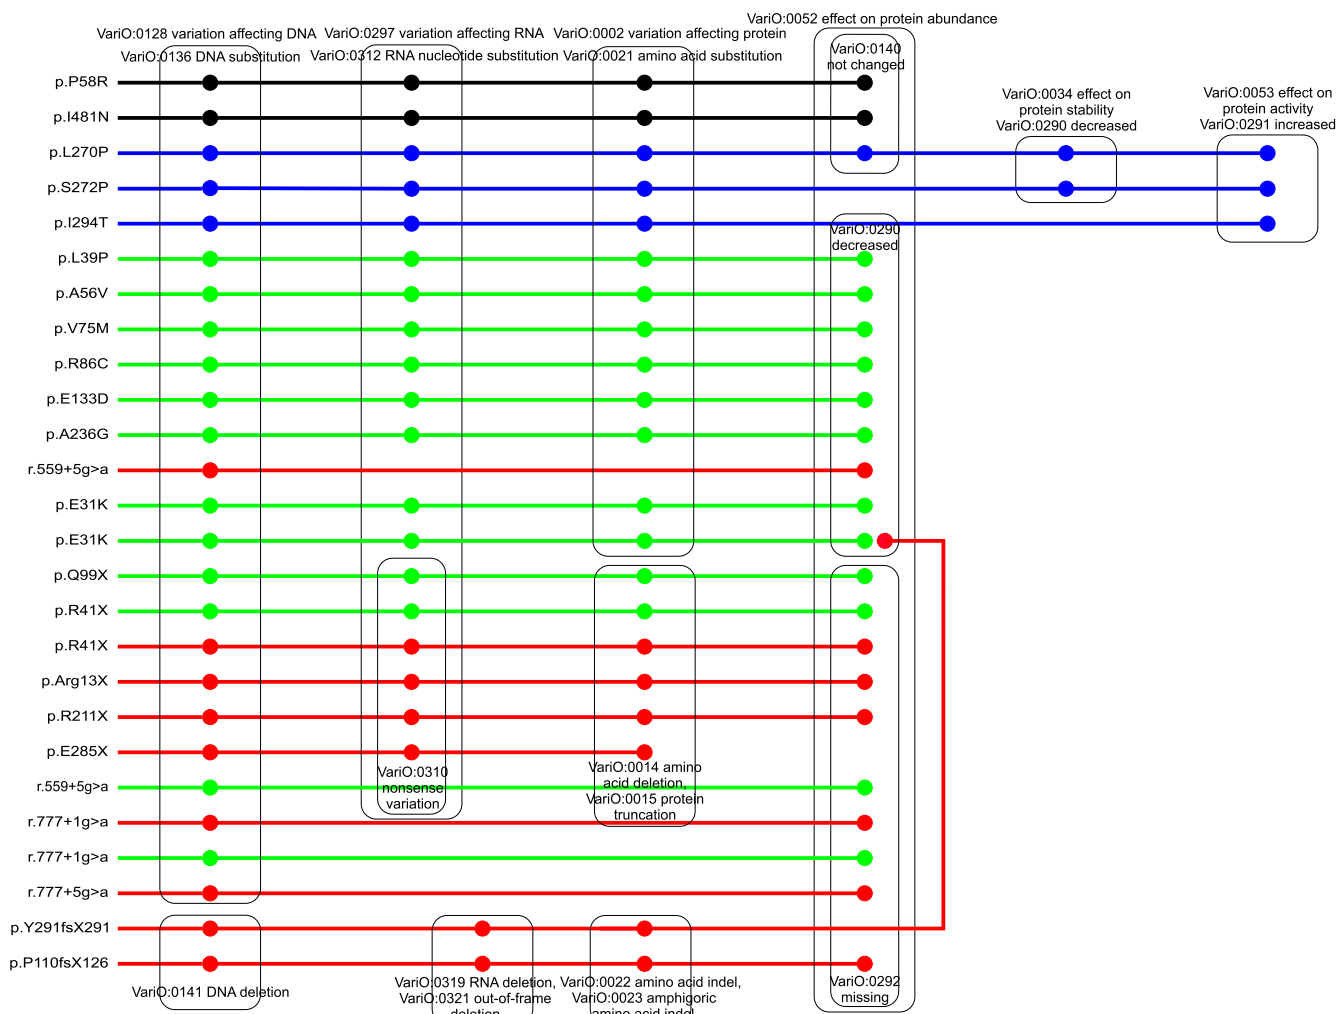 VariO:0052 effect on protein abundance
VariO:0128 variation affecting DNA
VariO:0297 variation affecting RNA
VariO:0002 variation affecting protein
VariO:0136 DNA substitution
VariO:0312 RNA nucleotide substitution
VariO:0021 amino acid substitution
VariO:0140
not changed
VariO:0034 effect on
protein stability
VariO:0290 decreased
VariO:0053 effect on
protein activity
VariO:0291 increased
p.P58R
p.I481N
p.L270P
p.S272P
p.I294T
VariO:0290
decreased
p.L39P
p.A56V
p.V75M
p.R86C
p.E133D
p.A236G
r.559+5g>a
p.E31K
p.E31K
p.Q99X
p.R41X
p.R41X
p.Arg13X
p.R211X
p.E285X
VariO:0310
nonsense
variation
VariO:0014 amino
acid deletion,
VariO:0015 protein
truncation
r.559+5g>a
r.777+1g>a
r.777+1g>a
r.777+5g>a
p.Y291fsX291
p.P110fsX126
VariO:0141 DNA deletion
VariO:0319 RNA deletion,
VariO:0321 out-of-frame
deletion
VariO:0022 amino acid indel,
VariO:0023 amphigoric
amino acid indel
VariO:0292
missing